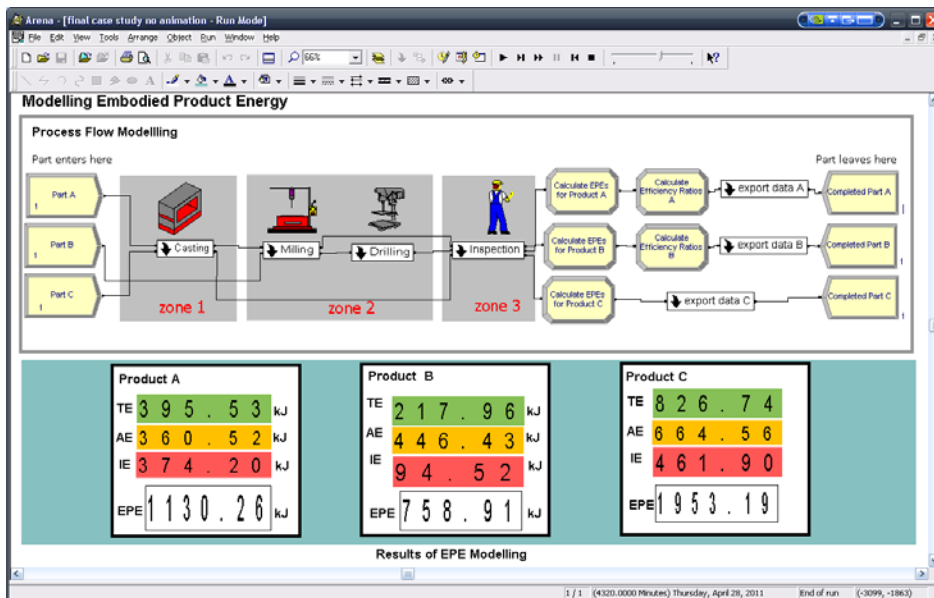 Arena - [final case study no animation - Run Mode]
File Edit View Tools Arrange Object Run Window Help
66%
Modelling Embodied Product Energy
Process Flow Modellling
Part enters here
Part leaves here
Part A
1
Part B
1
Part C
1
Casting
Milling
Drilling
Inspection
zone 1
zone 2
zone 3
Calculate EPEs
for Product A
Calculate
Efficiency Ratios
A
export data A
Completed Part A
Calculate EPEs
for Product B
Calculate
Efficiency Ratios
B
export data B
Completed Part B
1
Calculate EPEs
for Product C
export data C
Completed Part C
1
Product A
TE 395.53 kJ
AE 360.52 kJ
IE 374.20 kJ
EPE 1130.26 kJ
Product B
TE 217.96 kJ
AE 446.43 kJ
IE 94.52 kJ
EPE 758.91 kJ
Product C
TE 826.74
AE 664.56
IE 461.90
EPE 1953.19
Results of EPE Modelling
1 / 1 (4320.0000 Minutes) Thursday, April 28, 2011 End of run (-3099, -1863)